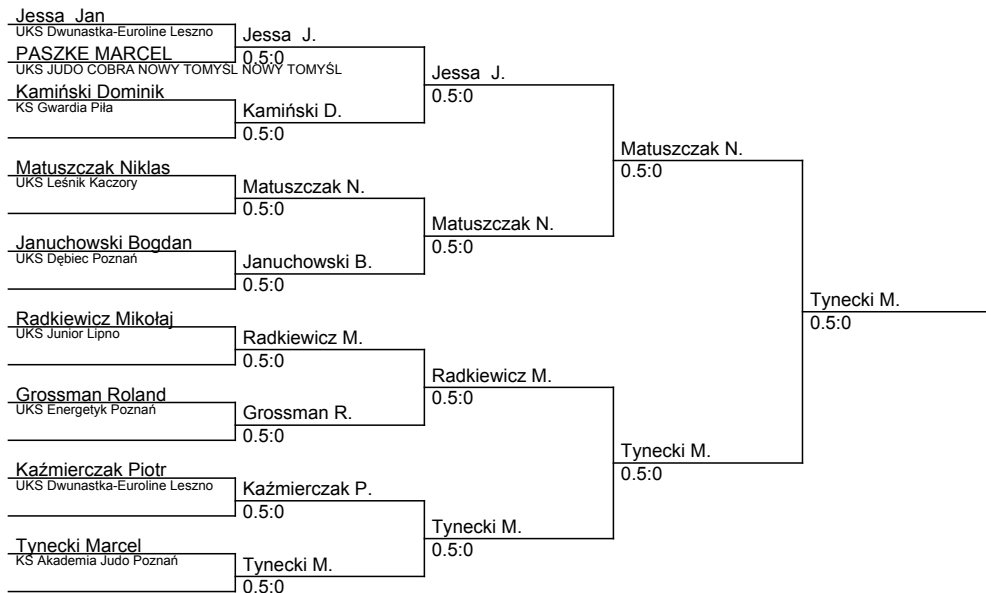 Jessa  Jan
UKS Dwunastka-Euroline Leszno
PASZKE MARCEL
UKS JUDO COBRA NOWY TOMYŚL NOWY TOMYŚL
Kamiński Dominik
KS Gwardia Piła
Matuszczak Niklas
UKS Leśnik Kaczory
Januchowski Bogdan
UKS Dębiec Poznań
Radkiewicz Mikołaj
UKS Junior Lipno
Grossman Roland
UKS Energetyk Poznań
Kaźmierczak Piotr
UKS Dwunastka-Euroline Leszno
Tynecki Marcel
KS Akademia Judo Poznań
Jessa  J.
0.5:0
Kamiński D.
0.5:0
Matuszczak N.
0.5:0
Januchowski B.
0.5:0
Radkiewicz M.
0.5:0
Grossman R.
0.5:0
Kaźmierczak P.
0.5:0
Tynecki M.
0.5:0
Jessa  J.
0.5:0
Matuszczak N.
0.5:0
Radkiewicz M.
0.5:0
Tynecki M.
0.5:0
Matuszczak N.
0.5:0
Tynecki M.
0.5:0
Tynecki M.
0.5:0